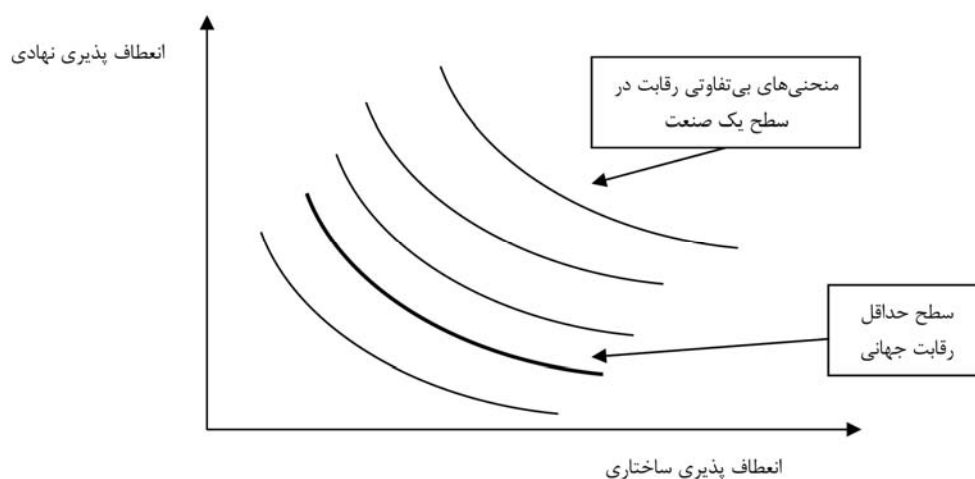 انعطاف پذیری نهادی
منحنی‌های بی‌تفاوتی رقابت در
سطح یک صنعت
سطح حداقل
رقابت جهانی
انعطاف پذیری ساختاری